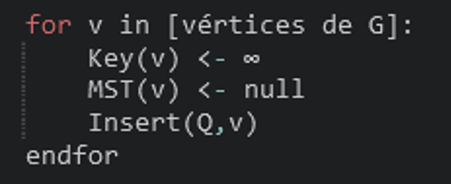 for v in [vértices de G]:
Key(v) <- ∞
MST(v) <- null
Insert(Q,v)
endfor